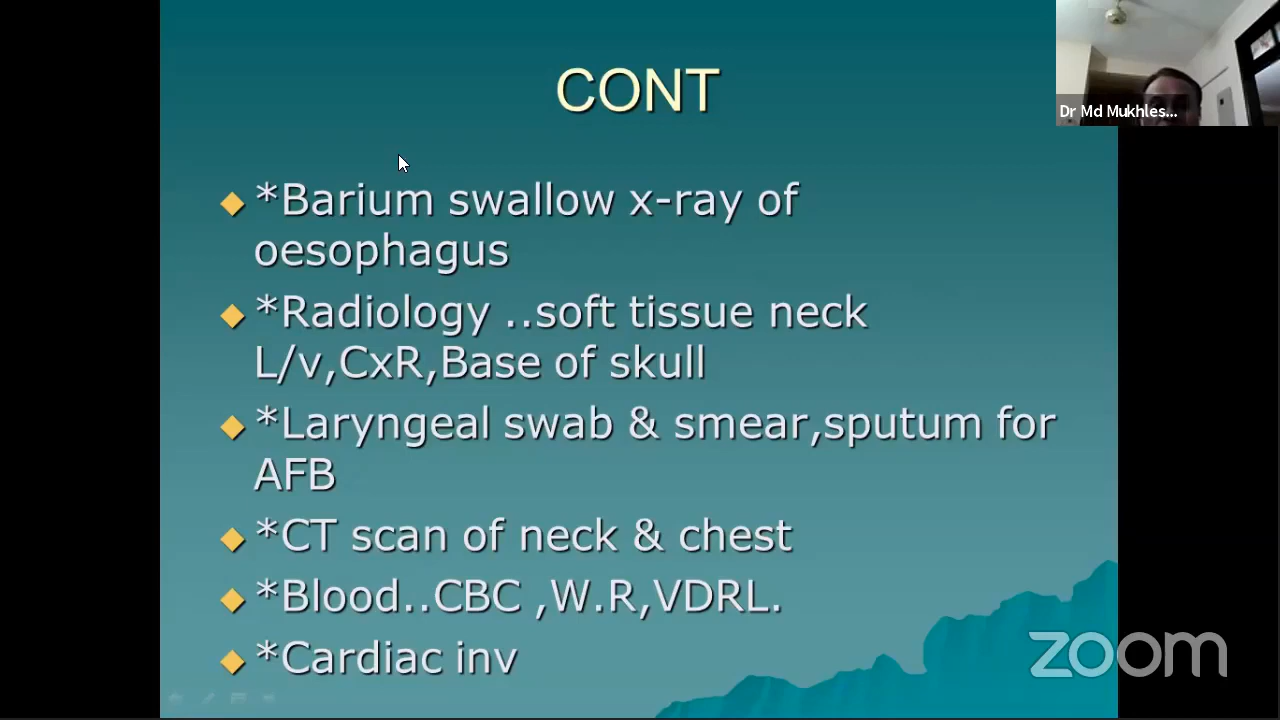 CONT
Dr Md Mukhles...
*Barium swallow x-ray of
oesophagus
*Radiology ..soft tissue neck
L/v,CxR,Base of skull
*Laryngeal swab & smear,sputum for
AFB
*CT scan of neck & chest
*Blood..CBC ,W.R,VDRL.
*Cardiac inv
zoom